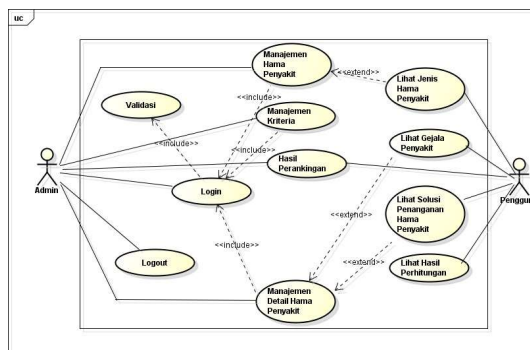 uc
Manajemen
Hama
Penyakit
<<extend>>
Lihat Jenis
Hama
Penyakit
Validasi
<<include>>
Manajemen
Kriteria
<<include>>
Lihat Gejala
Penyakit
Hasil
Perankingan
Admin
Login
Lihat Solusi
Penanganan
Hama
Penyakit
<<extend>>
<<include>>
Logout
<<extend>>
Lihat Hasil
Perhitungan
Manajemen
Detail Hama
Penyakit